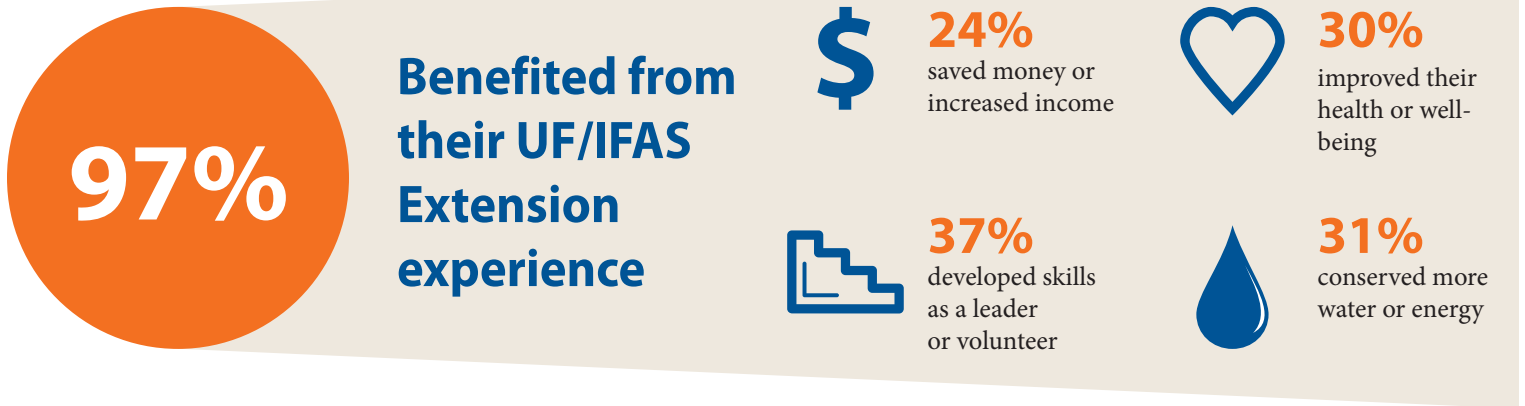 97%
Benefited from
their UF/IFAS
Extension
experience
24%
saved money or
increased income
30%
improved their
health or well-
being
37%
developed skills
as a leader
or volunteer
31%
conserved more
water or energy